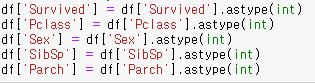 df['Survived'] = df['Survived'].astype(int)
df['Pclass'] = df['Pclass'].astype(int)
df['Sex'] = df['Sex'].astype(int)
df['SibSp'] = df['SibSp'].astype(int)
df['Parch'] = df['Parch'].astype(int)